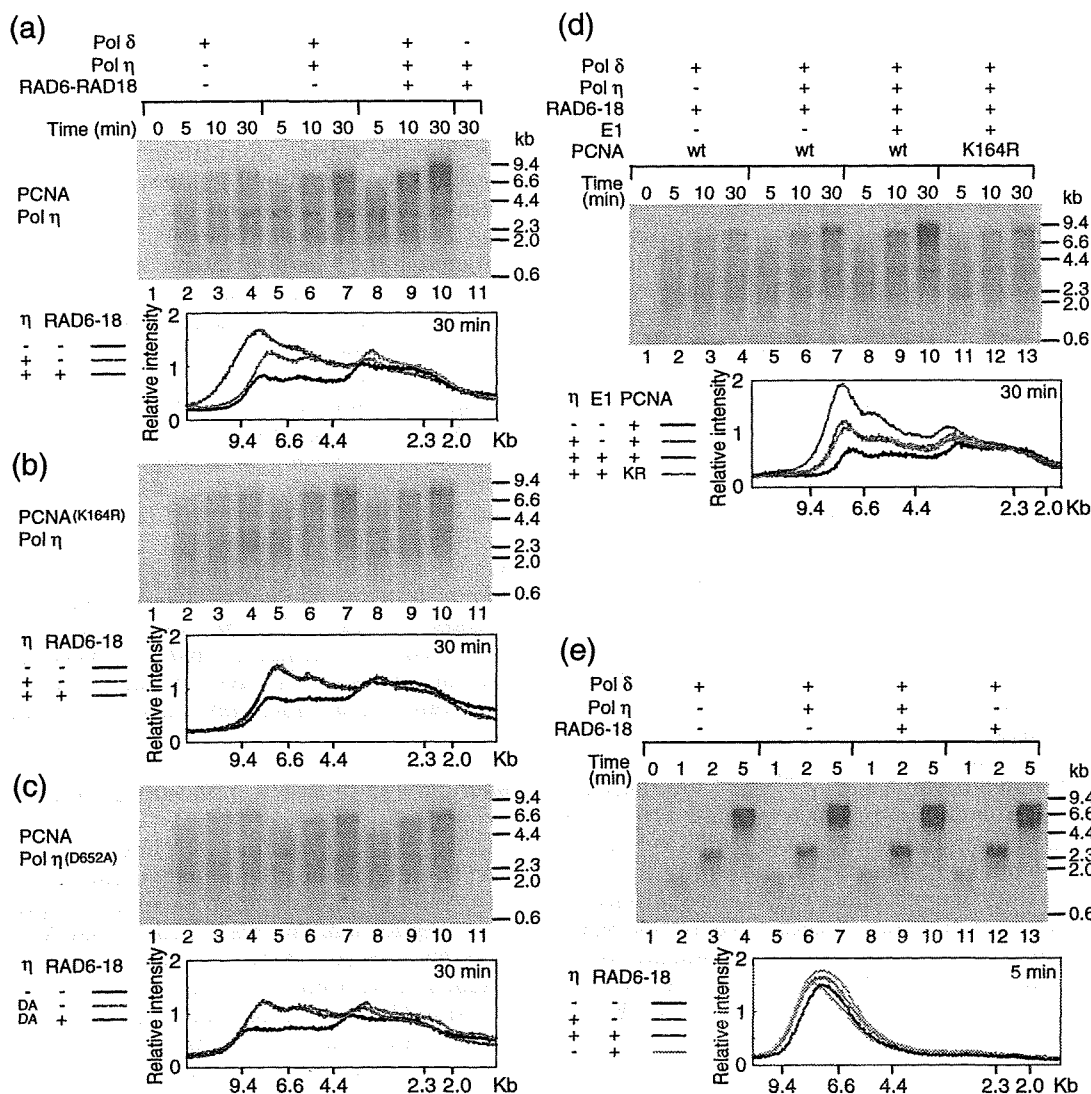 (a)
Pol δ + + + -
Pol η - + + +
RAD6-RAD18 - - + +
Time (min) 0 5 10 30 5 10 30 5 10 30 30
kb
PCNA
Pol η
9.4
6.6
4.4
2.3
2.0
0.6
1 2 3 4 5 6 7 8 9 10 11
η RAD6-18
- -
+ -
+ +
Relative intensity
2
1
0
30 min
9.4 6.6 4.4 2.3 2.0 Kb
(b)
PCNA(K164R)
Pol η
9.4
6.6
4.4
2.3
2.0
0.6
1 2 3 4 5 6 7 8 9 10 11
η RAD6-18
- -
+ -
+ +
Relative intensity
2
1
0
30 min
9.4 6.6 4.4 2.3 2.0 Kb
(c)
PCNA
Pol η(D652A)
9.4
6.6
4.4
2.3
2.0
0.6
1 2 3 4 5 6 7 8 9 10 11
η RAD6-18
- -
DA -
DA +
Relative intensity
2
1
0
30 min
9.4 6.6 4.4 2.3 2.0 Kb
(d)
Pol δ + + + +
Pol η - + + +
RAD6-18 + + + +
E1 - - + +
PCNA wt wt wt K164R
Time (min) 0 5 10 30 5 10 30 5 10 30 5 10 30
kb
9.4
6.6
4.4
2.3
2.0
0.6
1 2 3 4 5 6 7 8 9 10 11 12 13
η E1 PCNA
- - +
+ - +
+ + +
+ + KR
Relative intensity
2
1
0
30 min
9.4 6.6 4.4 2.3 2.0 Kb
(e)
Pol δ + + + +
Pol η - + + -
RAD6-18 - - + +
Time (min) 0 1 2 5 1 2 5 1 2 5 1 2 5
kb
9.4
6.6
4.4
2.3
2.0
0.6
1 2 3 4 5 6 7 8 9 10 11 12 13
η RAD6-18
- -
+ -
+ +
- +
Relative intensity
2
1
0
5 min
9.4 6.6 4.4 2.3 2.0 Kb